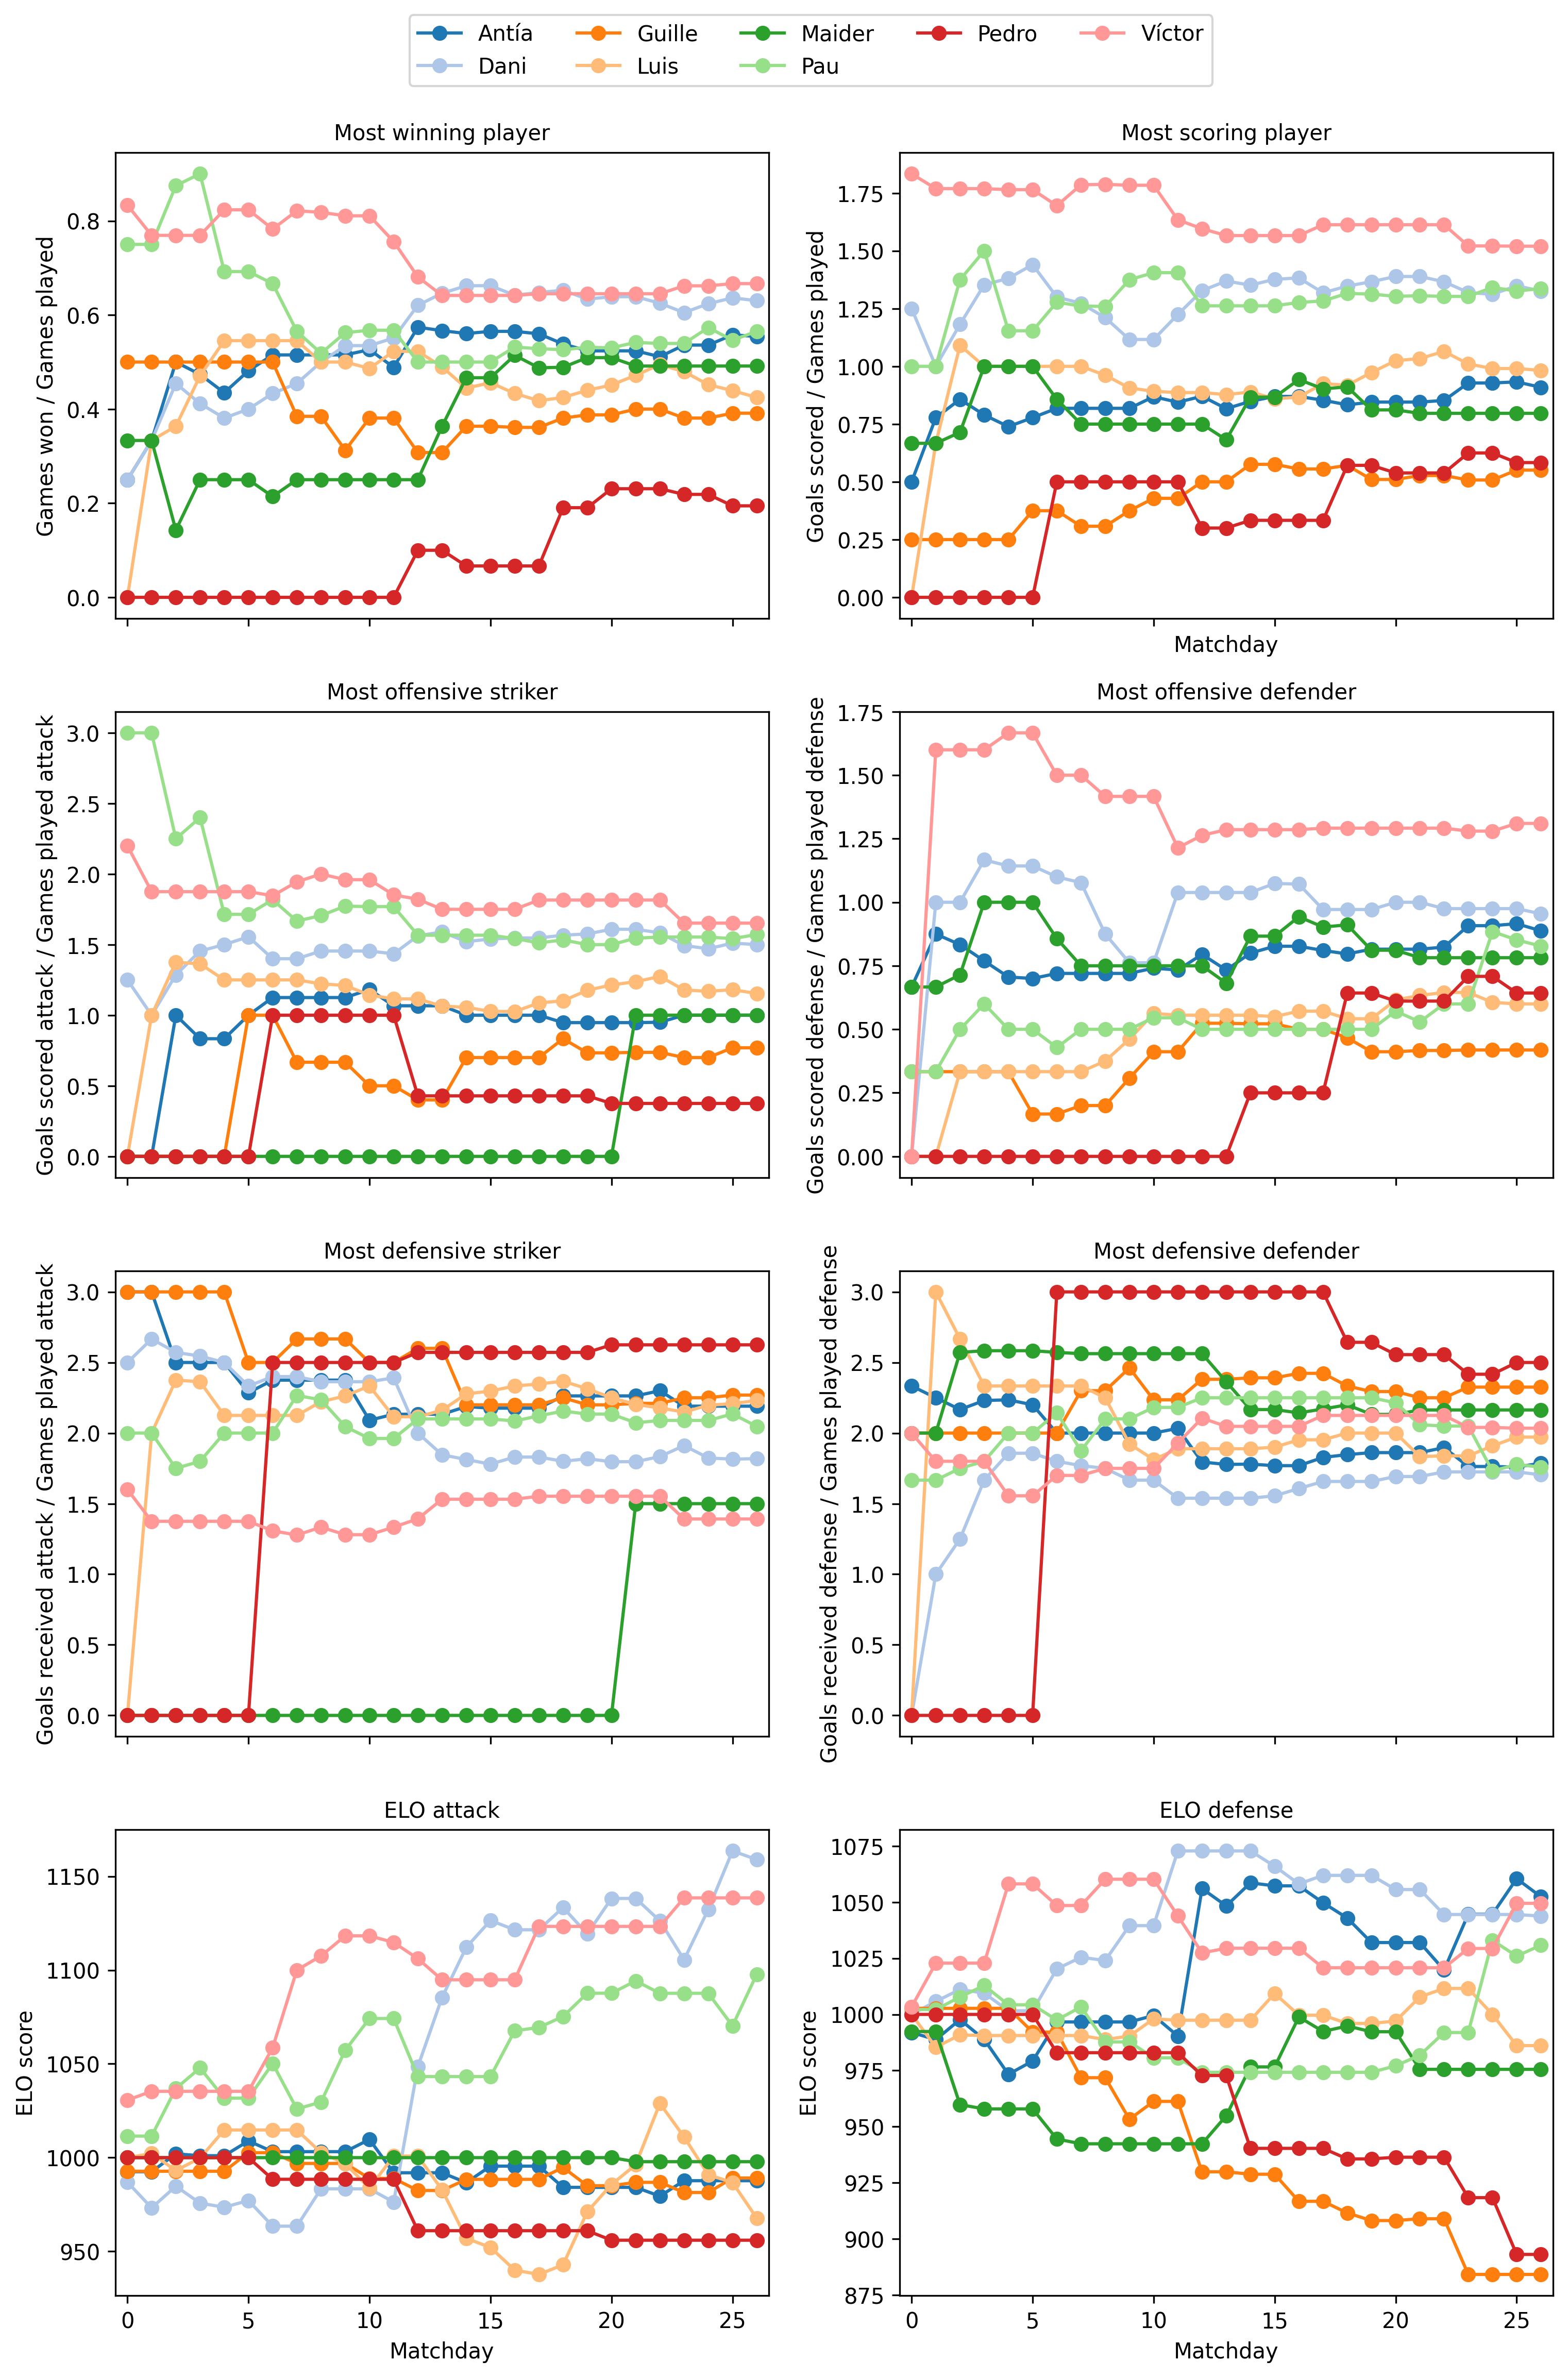 Antía Guille Maider Pedro Víctor
Dani Luis Pau
Most winning player
Games won / Games played
0.8
0.6
0.4
0.2
0.0
Most scoring player
Goals scored / Games played
1.75
1.50
1.25
1.00
0.75
0.50
0.25
0.00
Matchday
Most offensive striker
Goals scored attack / Games played attack
3.0
2.5
2.0
1.5
1.0
0.5
0.0
Most offensive defender
Goals scored defense / Games played defense
1.75
1.50
1.25
1.00
0.75
0.50
0.25
0.00
Most defensive striker
Goals received attack / Games played attack
3.0
2.5
2.0
1.5
1.0
0.5
0.0
Most defensive defender
Goals received defense / Games played defense
3.0
2.5
2.0
1.5
1.0
0.5
0.0
ELO attack
ELO score
1150
1100
1050
1000
950
0 5 10 15 20 25
Matchday
ELO defense
ELO score
1075
1050
1025
1000
975
950
925
900
875
0 5 10 15 20 25
Matchday